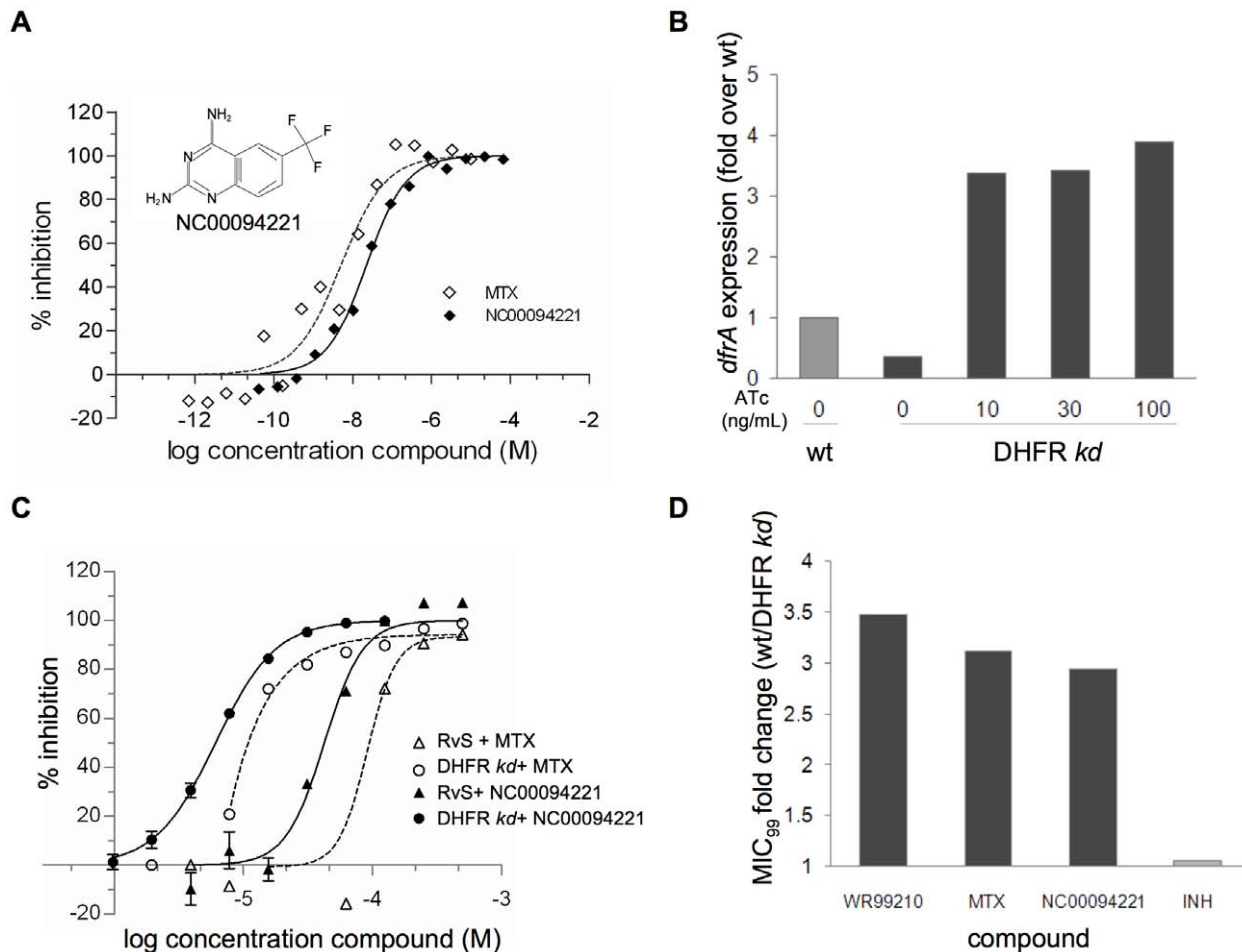 A
% inhibition
120
100
80
60
40
20
0
-20
NH₂
N
H₂N
N
F
F
F
NC00094221
MTX
NC00094221
-12
-10
-8
-6
-4
-2
log concentration compound (M)
B
dfrA expression (fold over wt)
5
4
3
2
1
0
ATc
(ng/mL)
0
0
10
30
100
wt
DHFR kd
C
% inhibition
120
100
80
60
40
20
-20
RvS + MTX
DHFR kd+ MTX
RvS+ NC00094221
DHFR kd+ NC00094221
-5
-4
-3
log concentration compound (M)
D
MIC₉₉ fold change (wt/DHFR kd)
4
3.5
3
2.5
2
1.5
1
WR99210
MTX
NC00094221
INH
compound